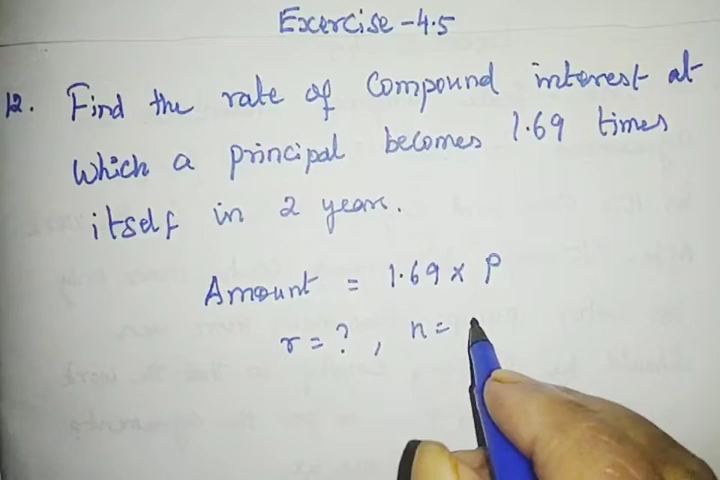 Exercise - 4.5
12. Find the rate of compound interest at
which a principal becomes 1.69 times
itself in 2 years.
Amount = 1.69 × P
r = ? , n =